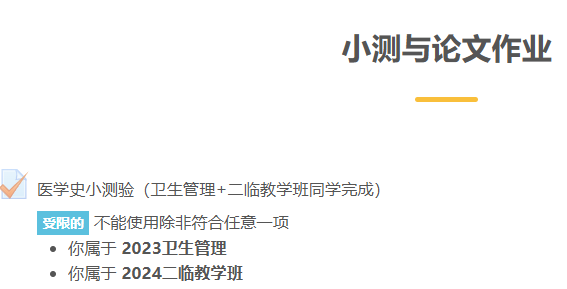 小测与论文作业
医学史小测验（卫生管理+二临教学班同学完成）
受限的 不能使用除非符合任意一项
你属于 2023卫生管理
你属于 2024二临教学班